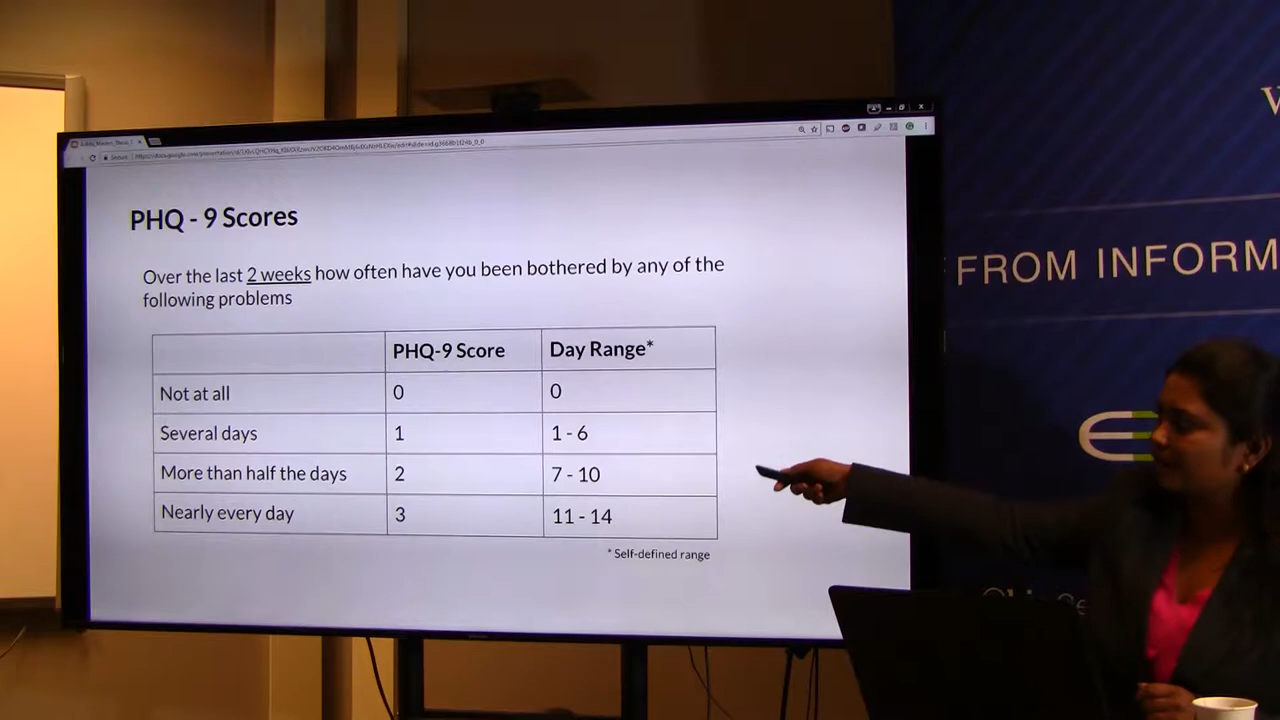 PHQ - 9 Scores
Over the last 2 weeks how often have you been bothered by any of the
following problems
PHQ-9 Score Day Range*
Not at all 0 0
Several days 1 1 - 6
More than half the days 2 7 - 10
Nearly every day 3 11 - 14
* Self-defined range
FROM INFORM